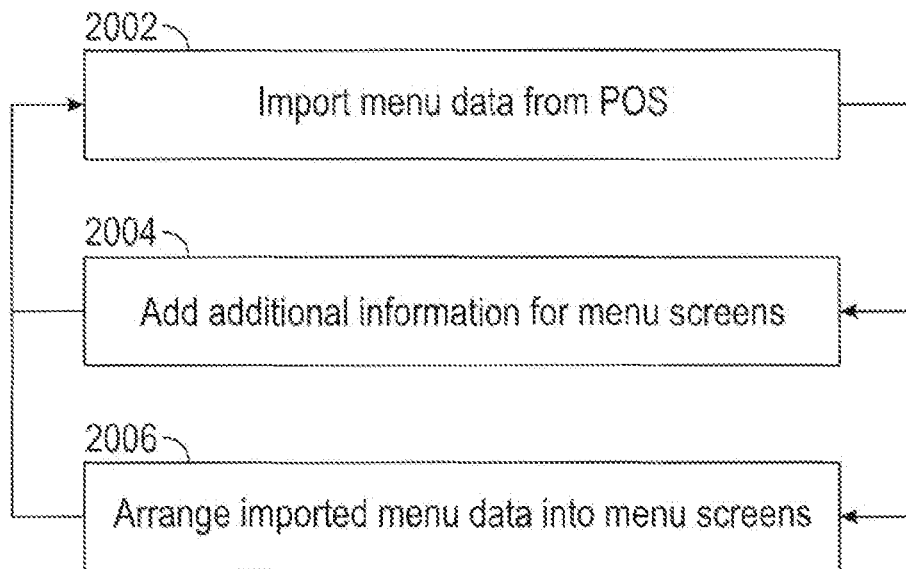 2002
Import menu data from POS
2004
Add additional information for menu screens
2006
Arrange imported menu data into menu screens